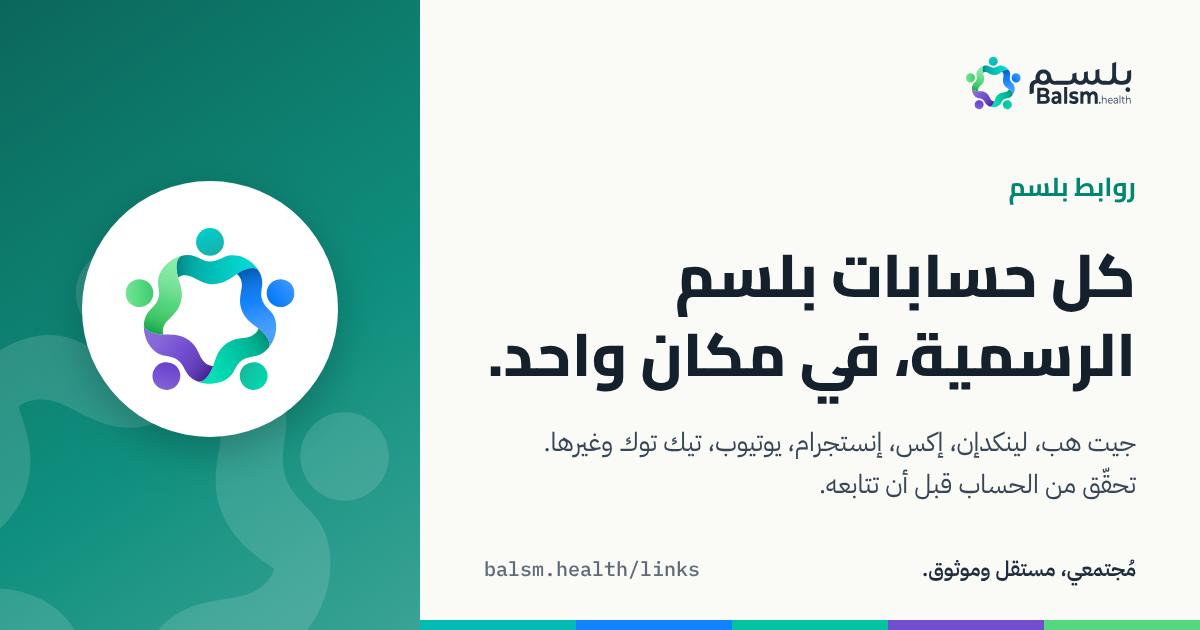 بلسم
Balsm.health
روابط بلسم
كل حسابات بلسم
الرسمية، في مكان واحد.
جيت هب، لينكدإن، إكس، إنستجرام، يوتيوب، تيك توك وغيرها.
تحقّق من الحساب قبل أن تتابعه.
مُجتمعي، مستقل وموثوق.
balsm.health/links